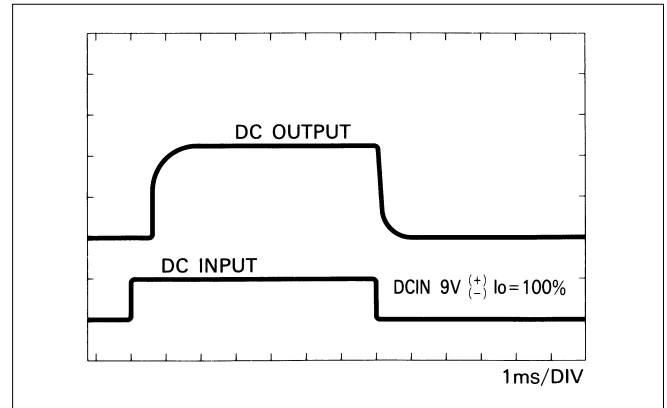 DC OUTPUT
DC INPUT
DCIN 9V (+) (−) Io=100%
1ms/DIV